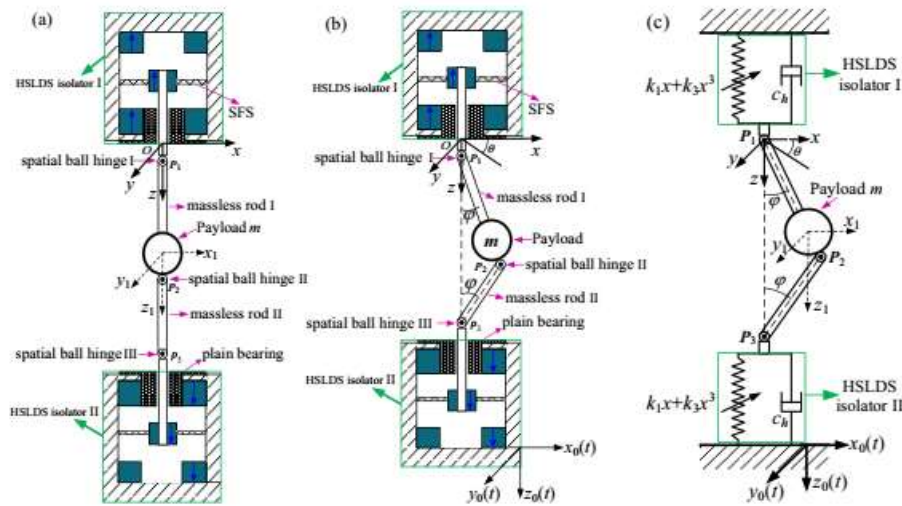 (a)
HSLDS isolator I
SFS
O
x
spatial ball hinge I
P₁
y
z
massless rod I
Payload m
x₁
y₁
spatial ball hinge II
P₂
z₁
massless rod II
spatial ball hinge III
plain bearing
HSLDS isolator II
(b)
HSLDS isolator I
SFS
O
x
θ
spatial ball hinge I
P₁
y
z
massless rod I
φ
m
Payload
P₂
spatial ball hinge II
φ
massless rod II
spatial ball hinge III
plain bearing
HSLDS isolator II
x₀(t)
y₀(t)
z₀(t)
(c)
k₁x+k₃x³
cₕ
HSLDS
isolator I
P₁
x
θ
y
z
φ
Payload m
x₁
y₁
P₂
φ
z₁
P₃
k₁x+k₃x³
cₕ
HSLDS
isolator II
x₀(t)
y₀(t)
z₀(t)